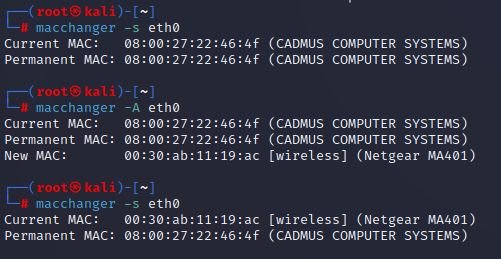 ┌──(root㉿kali)-[~]
└─# macchanger -s eth0
Current MAC:   08:00:27:22:46:4f (CADMUS COMPUTER SYSTEMS)
Permanent MAC: 08:00:27:22:46:4f (CADMUS COMPUTER SYSTEMS)
┌──(root㉿kali)-[~]
└─# macchanger -A eth0
Current MAC:   08:00:27:22:46:4f (CADMUS COMPUTER SYSTEMS)
Permanent MAC: 08:00:27:22:46:4f (CADMUS COMPUTER SYSTEMS)
New MAC:       00:30:ab:11:19:ac [wireless] (Netgear MA401)
┌──(root㉿kali)-[~]
└─# macchanger -s eth0
Current MAC:   00:30:ab:11:19:ac [wireless] (Netgear MA401)
Permanent MAC: 08:00:27:22:46:4f (CADMUS COMPUTER SYSTEMS)